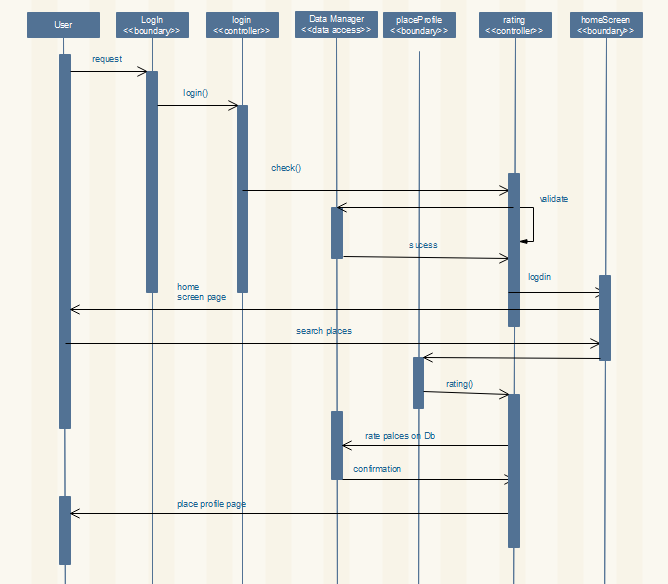 User
LogIn
<<boundary>>
login
<<controller>>
Data Manager
<<data access>>
placeProfile
<<boundary>>
rating
<<controller>>
homeScreen
<<boundary>>
request
login()
check()
validate
sucess
logdin
home
screen page
search places
rating()
rate palces on Db
confirmation
place profile page